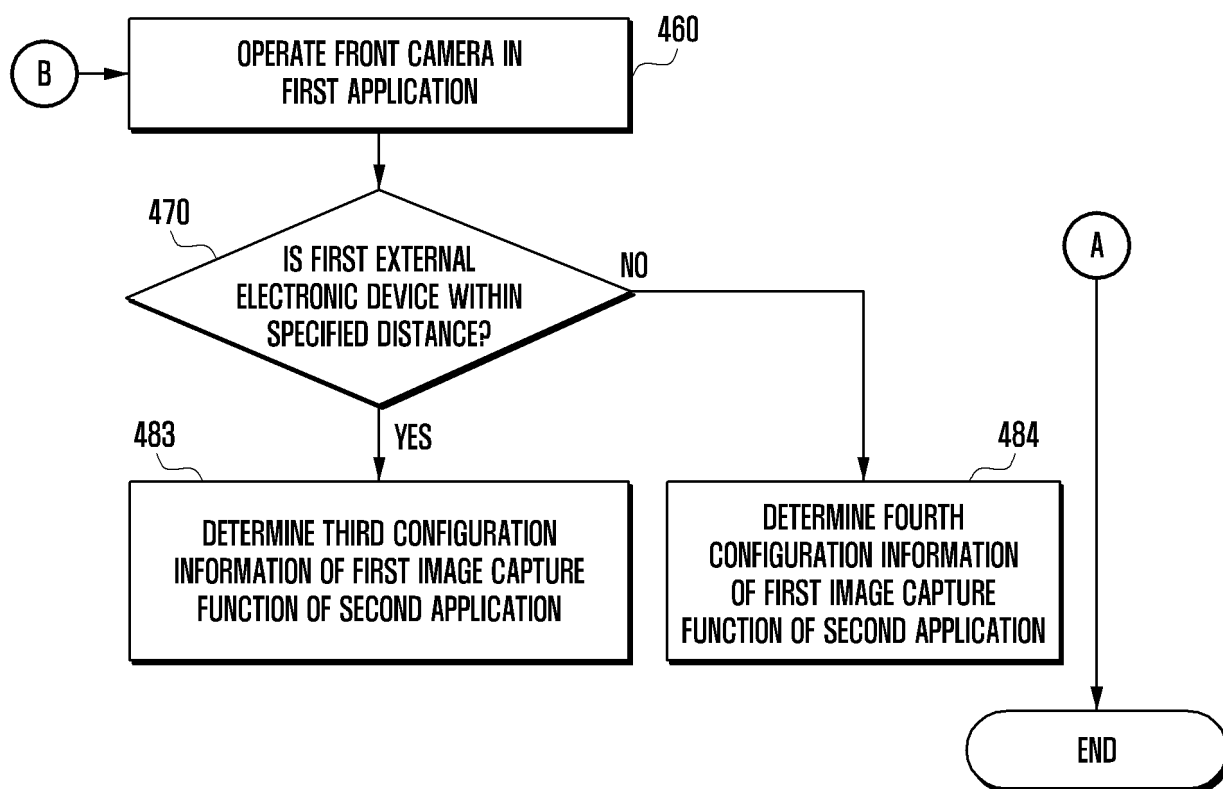 B
OPERATE FRONT CAMERA IN
FIRST APPLICATION
460
470
IS FIRST EXTERNAL
ELECTRONIC DEVICE WITHIN
SPECIFIED DISTANCE?
NO
A
YES
483
DETERMINE THIRD CONFIGURATION
INFORMATION OF FIRST IMAGE CAPTURE
FUNCTION OF SECOND APPLICATION
484
DETERMINE FOURTH
CONFIGURATION INFORMATION
OF FIRST IMAGE CAPTURE
FUNCTION OF SECOND APPLICATION
END